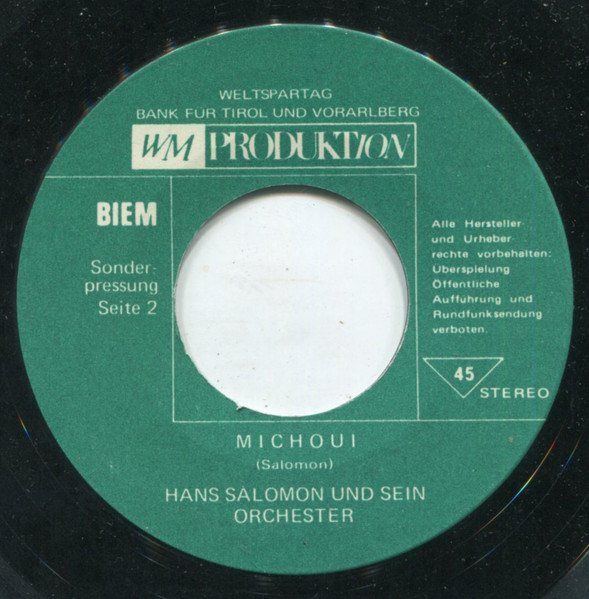 WELTSPARTAG
BANK FÜR TIROL UND VORARLBERG
WM PRODUKTION
BIEM
Sonder-
pressung
Seite 2
Alle Hersteller-
und Urheber-
rechte vorbehalten:
Überspielung
Öffentliche
Aufführung und
Rundfunksendung
verboten.
45
STEREO
MICHOUI
(Salomon)
HANS SALOMON UND SEIN
ORCHESTER